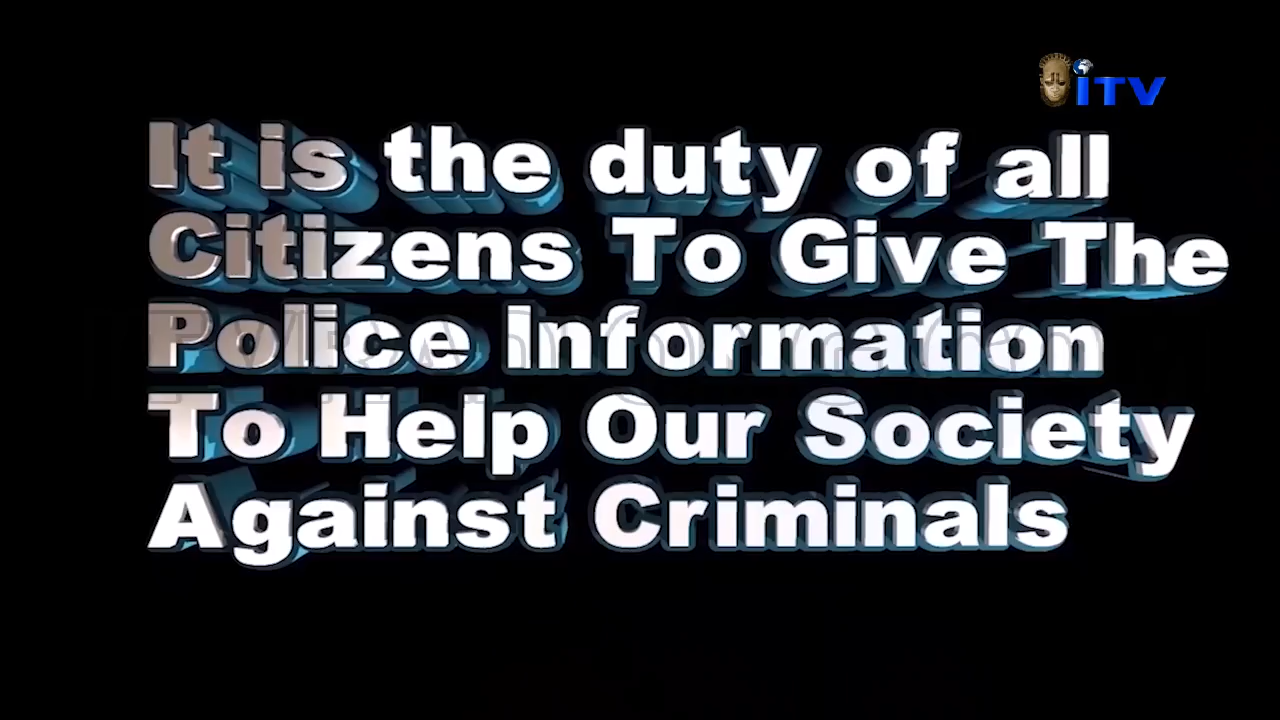 iTV
It is the duty of all
Citizens To Give The
Police Information
To Help Our Society
Against Criminals